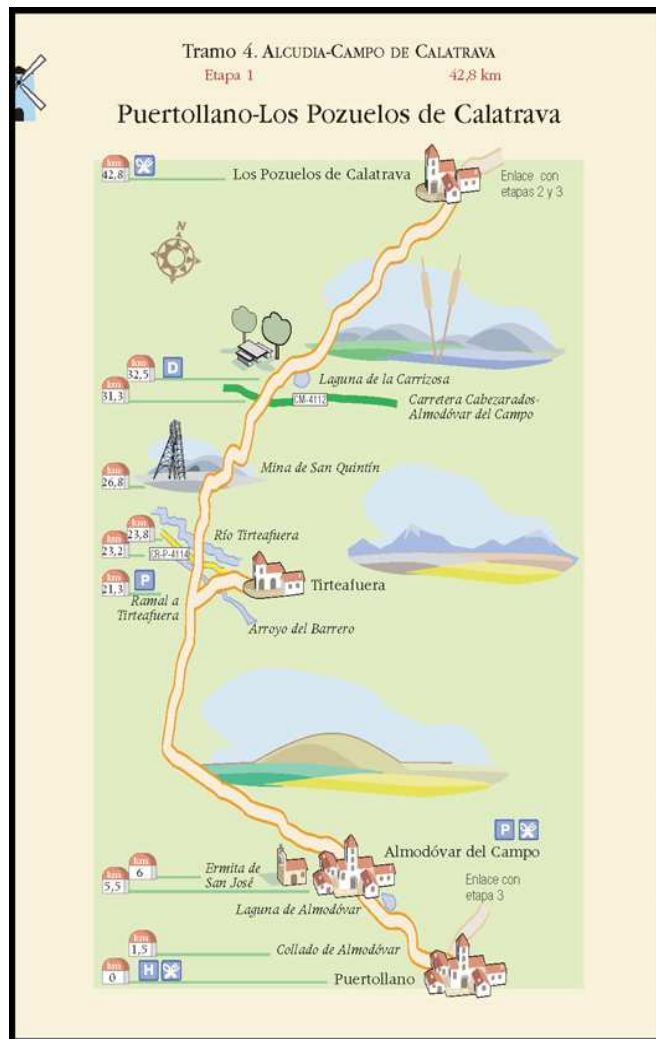 Tramo 4. ALCUDIA-CAMPO DE CALATRAVA
Etapa 1 42,8 km
Puertollano-Los Pozuelos de Calatrava
km
42,8
Los Pozuelos de Calatrava
Enlace con
etapas 2 y 3
N
km
32,5
D
Laguna de la Carrizosa
km
31,3
CM-4112
Carretera Cabezarados-
Almodóvar del Campo
Mina de San Quintín
km
26,8
km
23,8
Río Tirteafuera
km
23,2
CR-P-4114
km
21,3
P
Tirteafuera
Ramal a
Tirteafuera
Arroyo del Barrero
P
Almodóvar del Campo
km
6
Ermita de
San José
km
5,5
Enlace con
etapa 3
Laguna de Almodóvar
km
1,5
Collado de Almodóvar
km
0
H
Puertollano